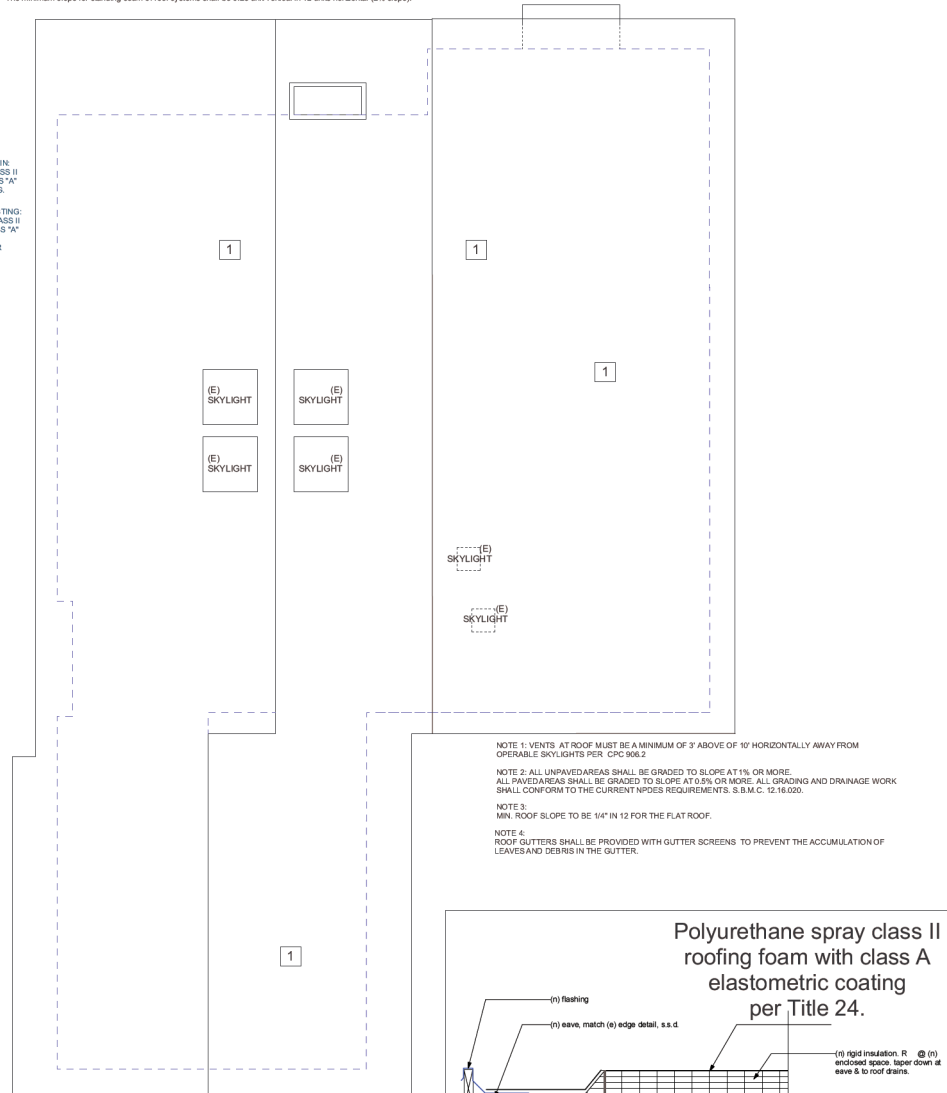 IN:
SS II
S "A"
TING:
ASS II
SS "A"
1
1
1
(E)
SKYLIGHT
(E)
SKYLIGHT
(E)
SKYLIGHT
(E)
SKYLIGHT
(E)
SKYLIGHT
(E)
SKYLIGHT
NOTE 1: VENTS AT ROOF MUST BE A MINIMUM OF 3' ABOVE OF 10' HORIZONTALLY AWAY FROM
OPERABLE SKYLIGHTS PER CPC 906.2
NOTE 2: ALL UNPAVED AREAS SHALL BE GRADED TO SLOPE AT 1% OR MORE.
ALL PAVED AREAS SHALL BE GRADED TO SLOPE AT 0.5% OR MORE. ALL GRADING AND DRAINAGE WORK
SHALL CONFORM TO THE CURRENT NPDES REQUIREMENTS. S.B.M.C. 12.16.020.
NOTE 3:
MIN. ROOF SLOPE TO BE 1/4" IN 12 FOR THE FLAT ROOF.
NOTE 4:
ROOF GUTTERS SHALL BE PROVIDED WITH GUTTER SCREENS TO PREVENT THE ACCUMULATION OF
LEAVES AND DEBRIS IN THE GUTTER.
1
Polyurethane spray class II
roofing foam with class A
elastometric coating
per Title 24.
(n) flashing
(n) eave, match (e) edge detail, s.s.d.
(n) rigid insulation. R @ (n)
enclosed space. taper down at
eave & to roof drains.